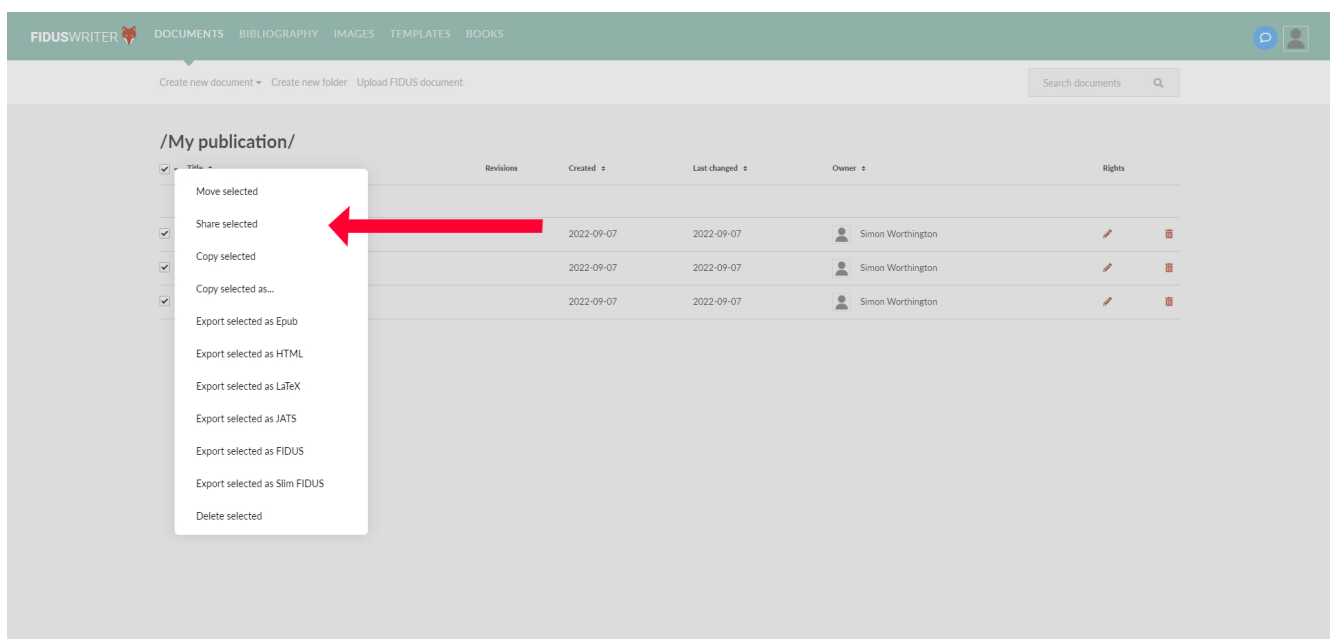 FIDUSWRITER DOCUMENTS BIBLIOGRAPHY IMAGES TEMPLATES BOOKS
Create new document Create new folder Upload FIDUS document Search documents
/My publication/
Title Revisions Created Last changed Owner Rights
Move selected
Share selected
2022-09-07 2022-09-07 Simon Worthington
Copy selected
2022-09-07 2022-09-07 Simon Worthington
Copy selected as...
2022-09-07 2022-09-07 Simon Worthington
Export selected as Epub
Export selected as HTML
Export selected as LaTeX
Export selected as JATS
Export selected as FIDUS
Export selected as Slim FIDUS
Delete selected